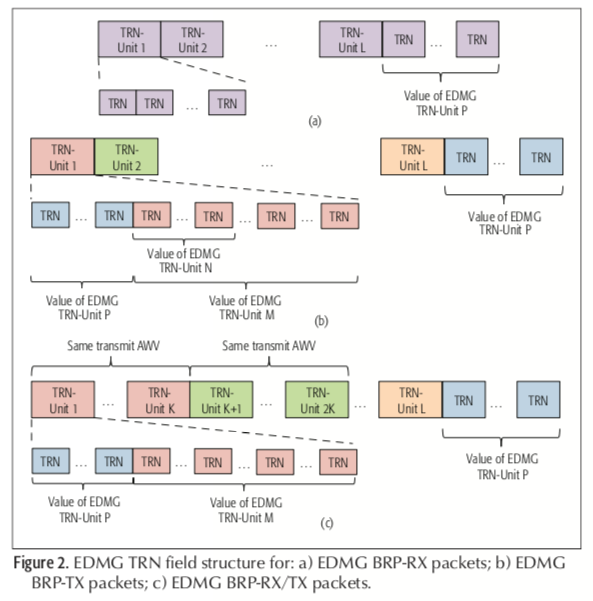 TRN-
Unit 1
TRN-
Unit 2
...
TRN-
Unit L
TRN
...
TRN
TRN
TRN
...
TRN
Value of EDMG
TRN-Unit P
(a)
TRN-
Unit 1
TRN-
Unit 2
...
TRN-
Unit L
TRN
...
TRN
TRN
...
TRN
TRN
...
TRN
...
TRN
...
TRN
Value of EDMG
TRN-Unit P
Value of EDMG
TRN-Unit N
Value of EDMG
TRN-Unit P
Value of EDMG
TRN-Unit M
(b)
Same transmit AWV
Same transmit AWV
TRN-
Unit 1
...
TRN-
Unit K
TRN-
Unit K+1
...
TRN-
Unit 2K
...
TRN-
Unit L
TRN
...
TRN
TRN
...
TRN
TRN
...
TRN
...
TRN
...
TRN
Value of EDMG
TRN-Unit P
Value of EDMG
TRN-Unit P
Value of EDMG
TRN-Unit M
(c)
Figure 2. EDMG TRN field structure for: a) EDMG BRP-RX packets; b) EDMG
BRP-TX packets; c) EDMG BRP-RX/TX packets.